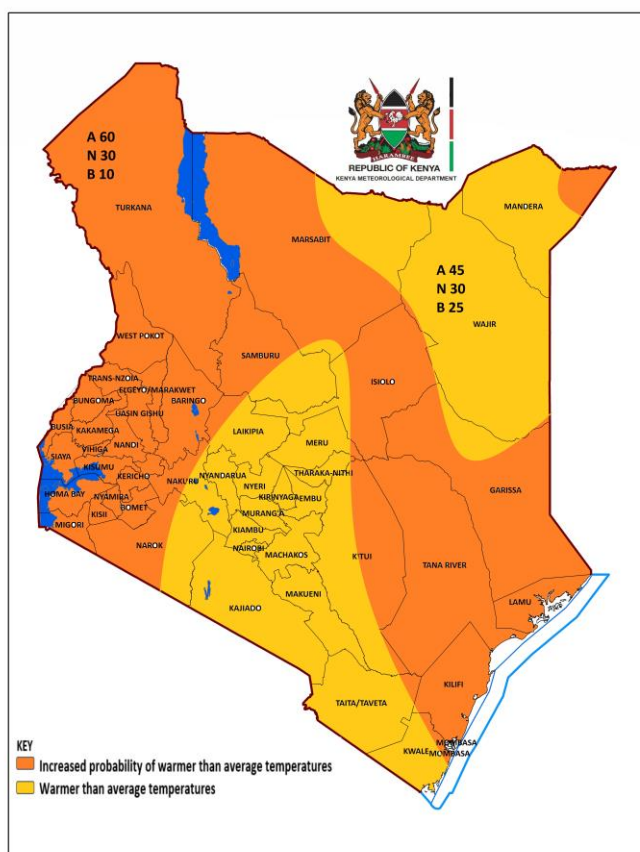 HARAMBEE
REPUBLIC OF KENYA
KENYA METEOROLOGICAL DEPARTMENT
A 60
N 30
B 10
TURKANA
MARSABIT
MANDERA
A 45
N 30
B 25
WAJIR
WEST POKOT
SAMBURU
ISIOLO
TRANS-NZOIA
ELGEYO/MARAKWET
BUNGOMA
BARINGO
UASIN GISHU
BUSIA
KAKAMEGA
LAIKIPIA
MERU
SIAYA
VIHIGA
NANDI
KISUMU
THARAKA-NITHI
HOMA BAY
KERICHO
NAKURU
NYANDARUA
NYERI
GARISSA
NYAMIRA
KIRINYAGA
EMBU
KISII
BOMET
MURANG'A
MIGORI
KIAMBU
NAROK
NAIROBI
K'TUI
TANA RIVER
MACHAKOS
MAKUENI
LAMU
KAJIADO
KILIFI
TAITA/TAVETA
KWALE
MOMBASA
MOMBASA
KEY
Increased probability of warmer than average temperatures
Warmer than average temperatures